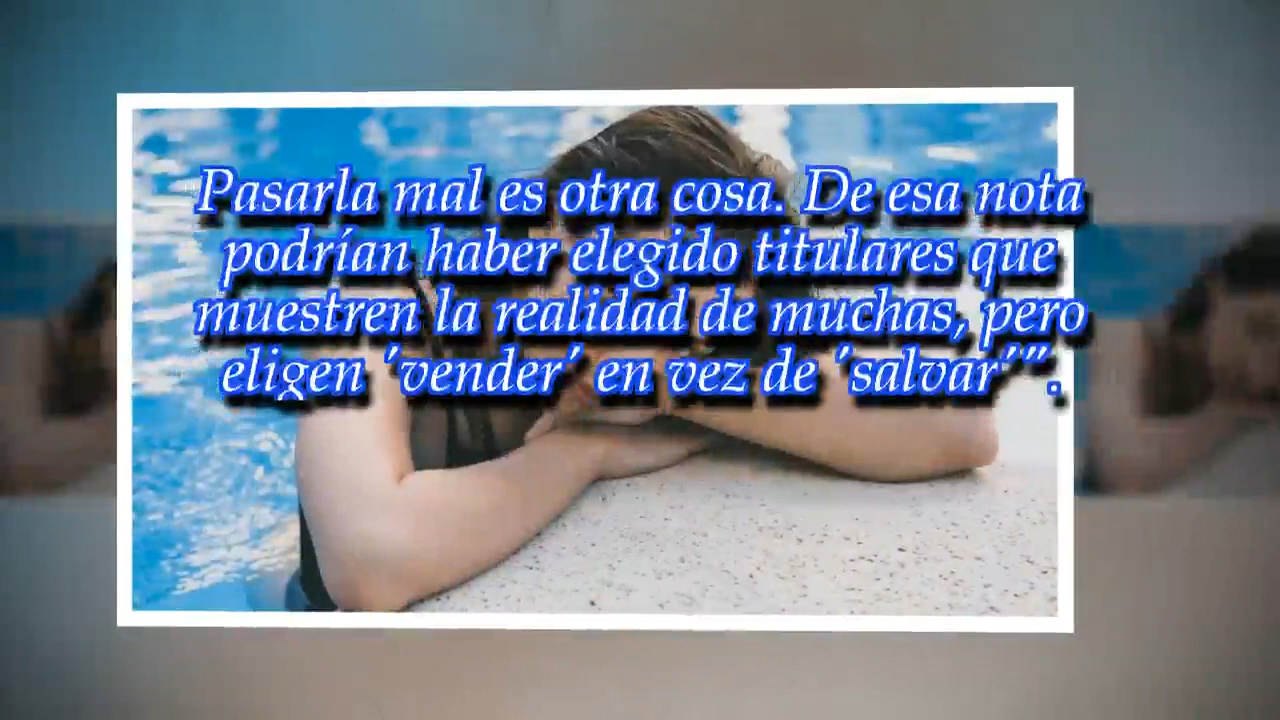 Pasarla mal es otra cosa. De esa nota
podrían haber elegido titulares que
muestren la realidad de muchas, pero
eligen 'vender' en vez de 'salvar'”.